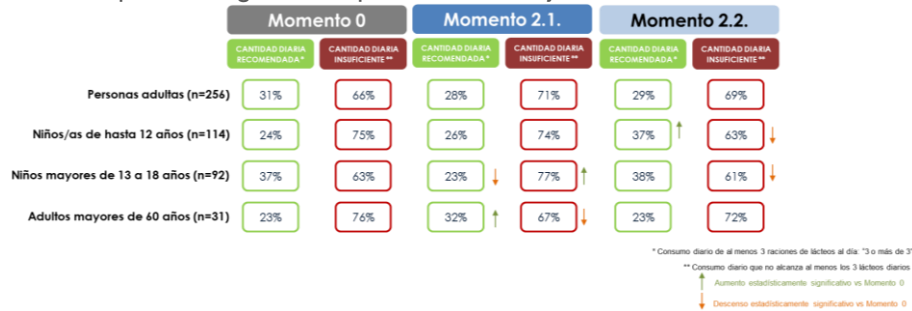 Momento 0 Momento 2.1. Momento 2.2.
CANTIDAD DIARIA RECOMENDADA* CANTIDAD DIARIA INSUFICIENTE** CANTIDAD DIARIA RECOMENDADA* CANTIDAD DIARIA INSUFICIENTE** CANTIDAD DIARIA RECOMENDADA* CANTIDAD DIARIA INSUFICIENTE**
Personas adultas (n=256) 31% 66% 28% 71% 29% 69%
Niños/as de hasta 12 años (n=114) 24% 75% 26% 74% 37% 63%
Niños mayores de 13 a 18 años (n=92) 37% 63% 23% 77% 38% 61%
Adultos mayores de 60 años (n=31) 23% 76% 32% 67% 23% 72%
* Consumo diario de al menos 3 raciones de lácteos al día: "3 o más de 3"
** Consumo diario que no alcanza al menos los 3 lácteos diarios
Aumento estadísticamente significativo vs Momento 0
Descenso estadísticamente significativo vs Momento 0